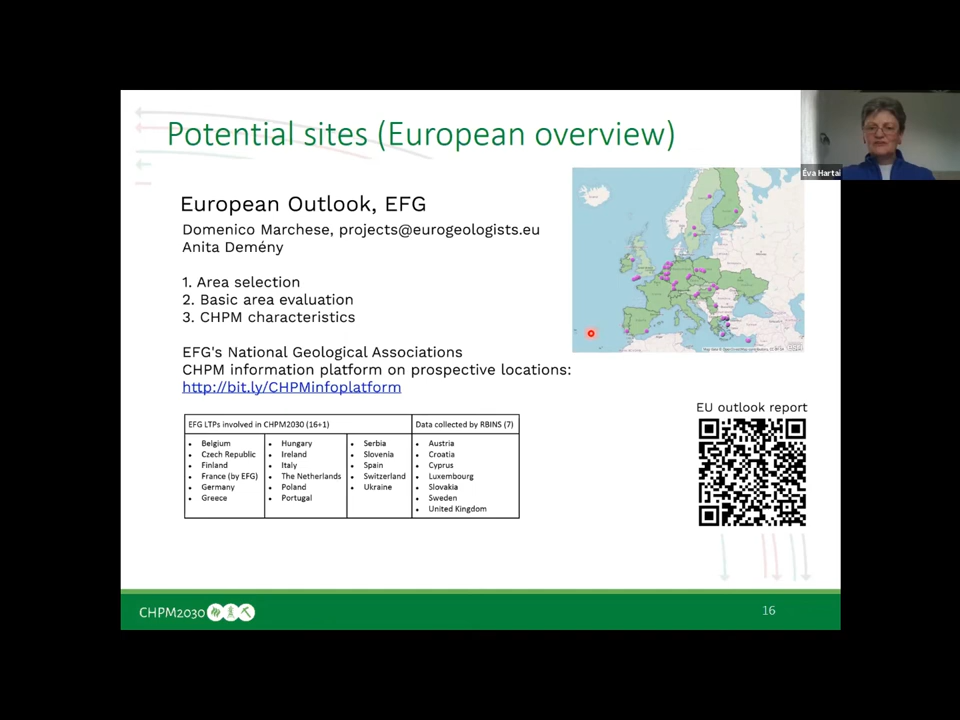 Potential sites (European overview)
Éva Hartai
European Outlook, EFG
Domenico Marchese, projects@eurogeologists.eu
Anita Demény
1. Area selection
2. Basic area evaluation
3. CHPM characteristics
EFG's National Geological Associations
CHPM information platform on prospective locations:
http://bit.ly/CHPMinfoplatform
EU outlook report
EFG LTPs involved in CHPM2030 (16+1)
Data collected by RBINS (7)
• Belgium
• Czech Republic
• Finland
• France (by EFG)
• Germany
• Greece
• Hungary
• Ireland
• Italy
• The Netherlands
• Poland
• Portugal
• Serbia
• Slovenia
• Spain
• Switzerland
• Ukraine
• Austria
• Croatia
• Cyprus
• Luxembourg
• Slovakia
• Sweden
• United Kingdom
CHPM2030
16